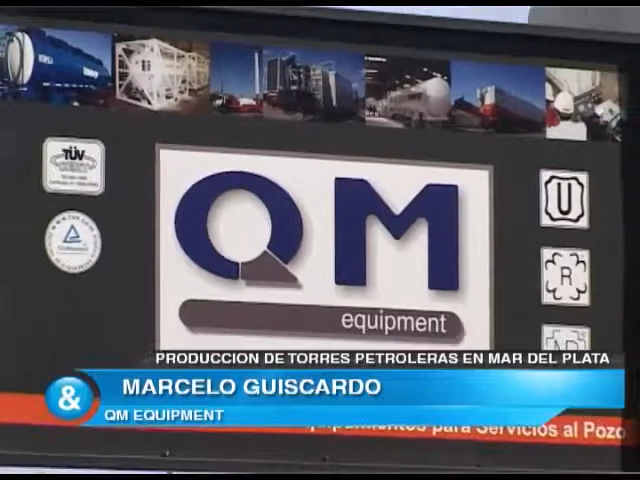 TÜV
CERT
QM
equipment
U
R
PRODUCCION DE TORRES PETROLERAS EN MAR DEL PLATA
& MARCELO GUISCARDO
QM EQUIPMENT
para Servicios al Pozo